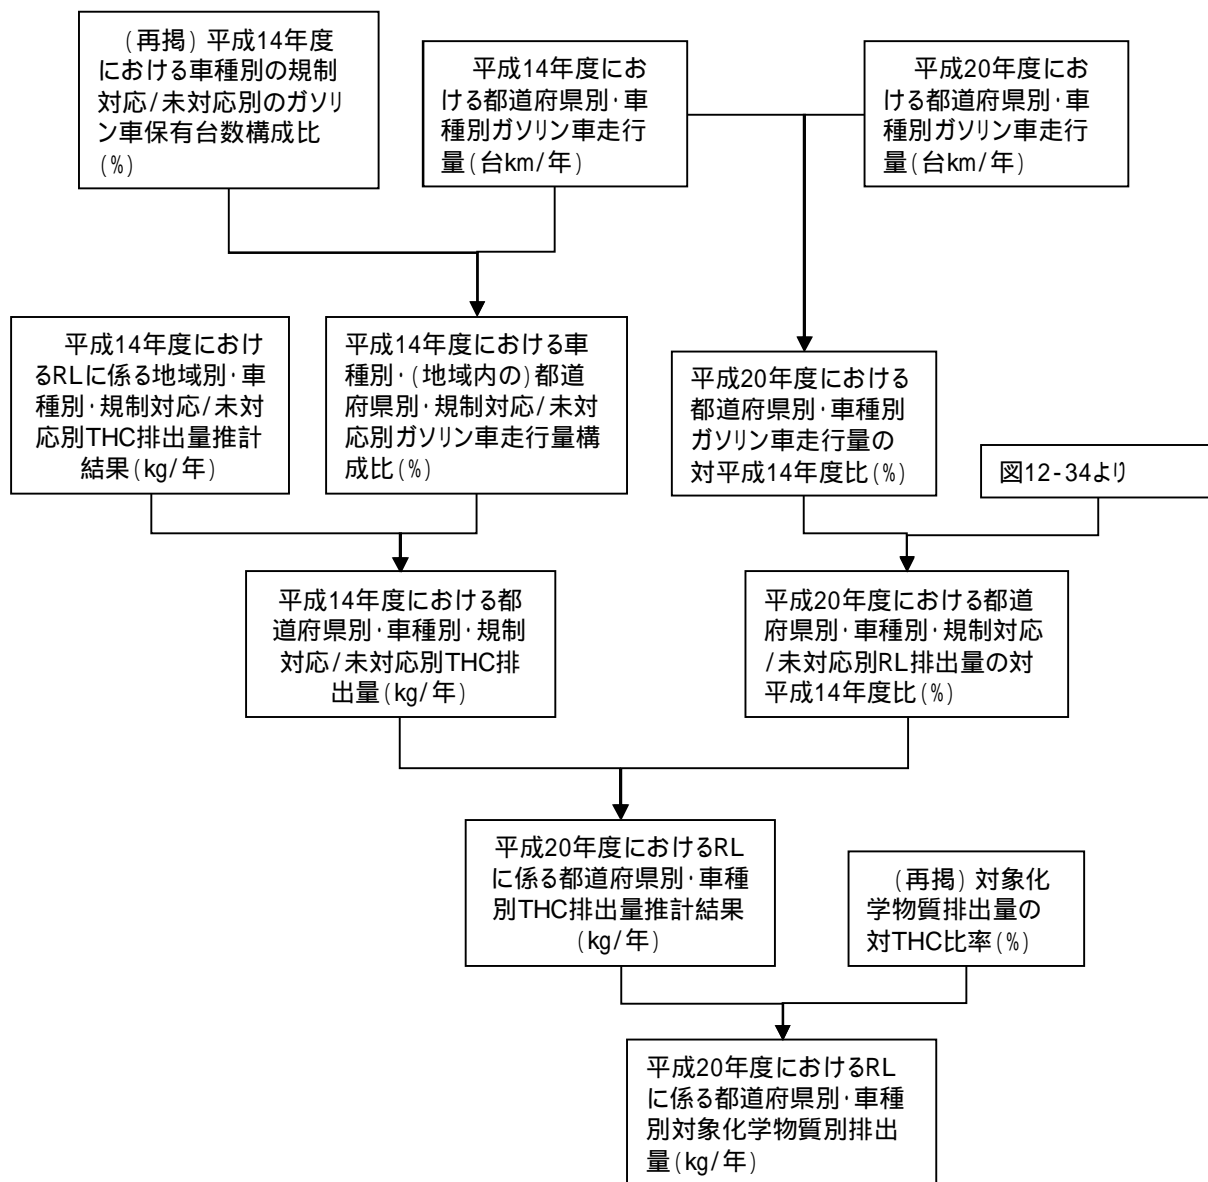 (再掲) 平成14年度
における車種別の規制
対応/未対応別のガソリ
ン車保有台数構成比
(%)
平成14年度にお
ける都道府県別・車
種別ガソリン車走行
量(台km/年)
平成20年度にお
ける都道府県別・車
種別ガソリン車走行
量(台km/年)
平成14年度におけ
るRLに係る地域別・車
種別・規制対応/未対
応別THC排出量推計
結果(kg/年)
平成14年度における車
種別・(地域内の)都道
府県別・規制対応/未対
応別ガソリン車走行量構
成比(%)
平成20年度における
都道府県別・車種別
ガソリン車走行量の
対平成14年度比(%)
図12-34より
平成14年度における都
道府県別・車種別・規制
対応/未対応別THC排
出量(kg/年)
平成20年度における都道
府県別・車種別・規制対応
/未対応別RL排出量の対
平成14年度比(%)
平成20年度におけるRL
に係る都道府県別・車種
別THC排出量推計結果
(kg/年)
(再掲) 対象化
学物質排出量の
対THC比率(%)
平成20年度におけるRL
に係る都道府県別・車種
別対象化学物質別排出
量(kg/年)